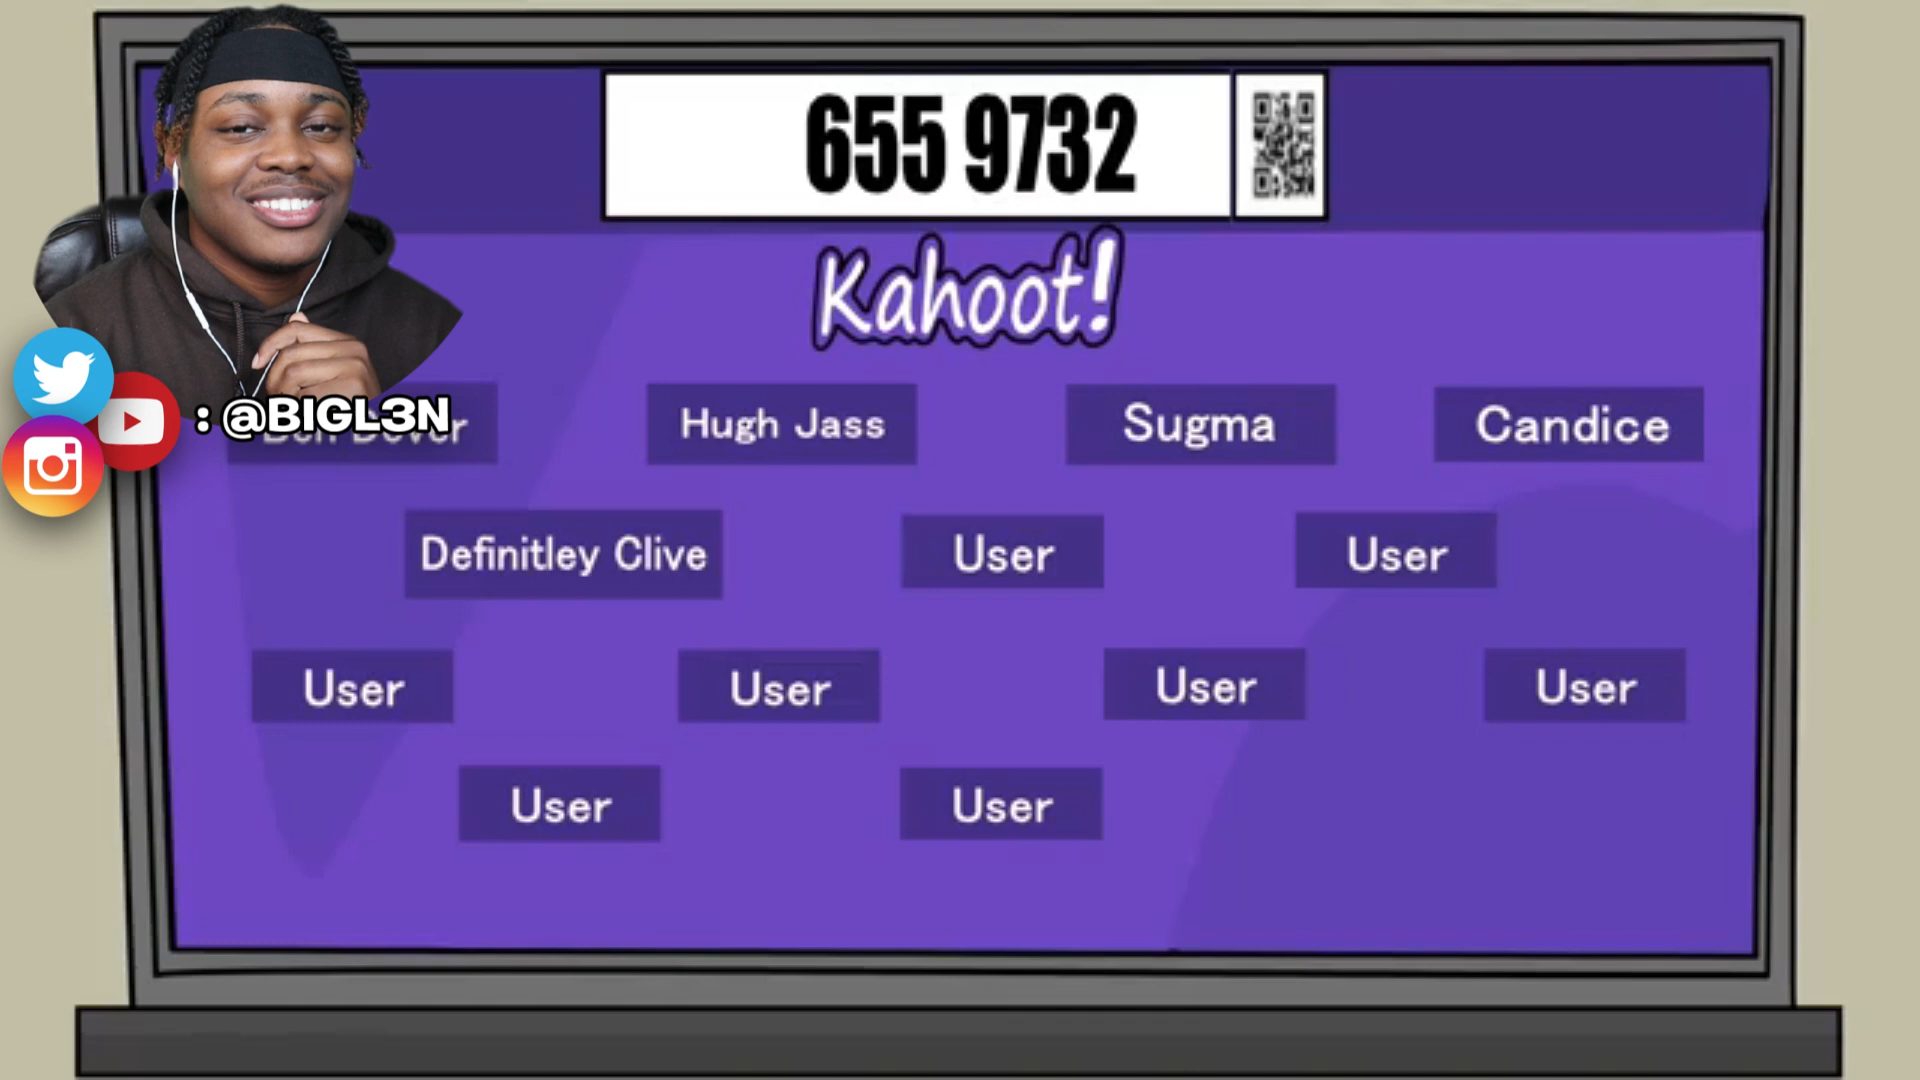 655 9732
Kahoot!
: @BIGL3N
Hugh Jass
Sugma
Candice
Definitley Clive
User
User
User
User
User
User
User
User